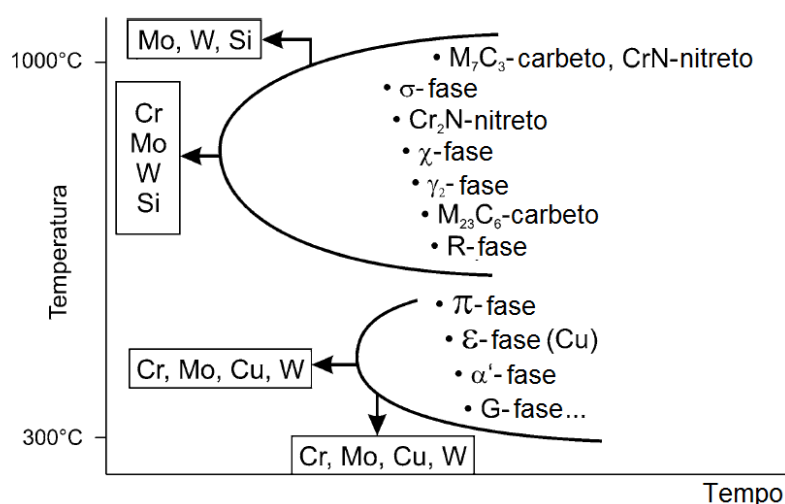 Mo, W, Si
1000°C
• M₇C₃-carbeto, CrN-nitreto
• σ-fase
Cr
Mo
W
Si
• Cr₂N-nitreto
• χ-fase
• γ₂-fase
• M₂₃C₆-carbeto
• R-fase
Temperatura
• π-fase
• ε-fase (Cu)
Cr, Mo, Cu, W
• α'-fase
• G-fase...
300°C
Cr, Mo, Cu, W
Tempo